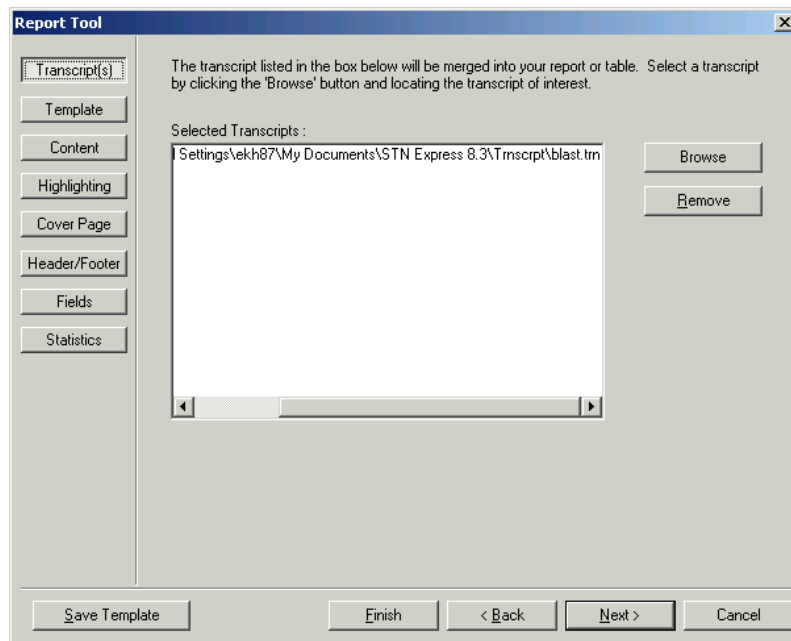 Report Tool
Transcript(s)
Template
Content
Highlighting
Cover Page
Header/Footer
Fields
Statistics
The transcript listed in the box below will be merged into your report or table. Select a transcript
by clicking the 'Browse' button and locating the transcript of interest.
Selected Transcripts :
l Settings\ekh87\My Documents\STN Express 8.3\Trnscrpt\blast.trn
Browse
Remove
Save Template
Finish
< Back
Next >
Cancel